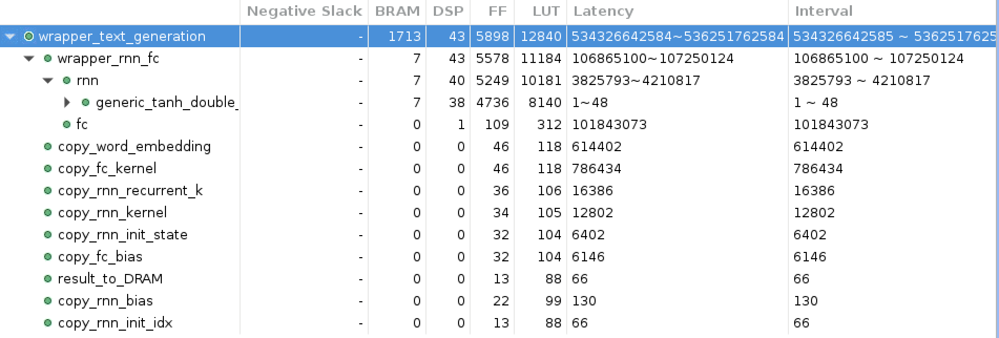 Negative Slack BRAM DSP FF LUT Latency Interval
wrapper_text_generation - 1713 43 5898 12840 534326642584~536251762584 534326642585 ~ 5362517625
wrapper_rnn_fc - 7 43 5578 11184 106865100~107250124 106865100 ~ 107250124
rnn - 7 40 5249 10181 3825793~4210817 3825793 ~ 4210817
generic_tanh_double_ - 7 38 4736 8140 1~48 1 ~ 48
fc - 0 1 109 312 101843073 101843073
copy_word_embedding - 0 0 46 118 614402 614402
copy_fc_kernel - 0 0 46 118 786434 786434
copy_rnn_recurrent_k - 0 0 36 106 16386 16386
copy_rnn_kernel - 0 0 34 105 12802 12802
copy_rnn_init_state - 0 0 32 104 6402 6402
copy_fc_bias - 0 0 32 104 6146 6146
result_to_DRAM - 0 0 13 88 66 66
copy_rnn_bias - 0 0 22 99 130 130
copy_rnn_init_idx - 0 0 13 88 66 66